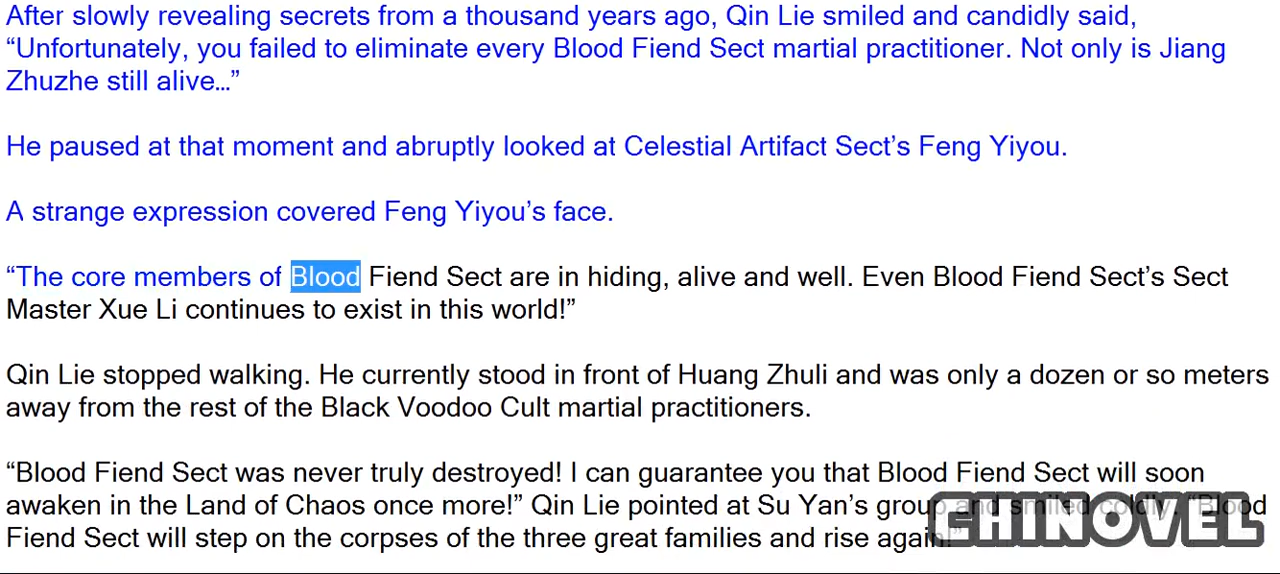 After slowly revealing secrets from a thousand years ago, Qin Lie smiled and candidly said,
“Unfortunately, you failed to eliminate every Blood Fiend Sect martial practitioner. Not only is Jiang
Zhuzhe still alive…”
He paused at that moment and abruptly looked at Celestial Artifact Sect’s Feng Yiyou.
A strange expression covered Feng Yiyou’s face.
“The core members of Blood Fiend Sect are in hiding, alive and well. Even Blood Fiend Sect’s Sect
Master Xue Li continues to exist in this world!”
Qin Lie stopped walking. He currently stood in front of Huang Zhuli and was only a dozen or so meters
away from the rest of the Black Voodoo Cult martial practitioners.
“Blood Fiend Sect was never truly destroyed! I can guarantee you that Blood Fiend Sect will soon
awaken in the Land of Chaos once more!” Qin Lie pointed at Su Yan’s group and smiled coldly. “Blood
Fiend Sect will step on the corpses of the three great families and rise again!”
CHINOVEL